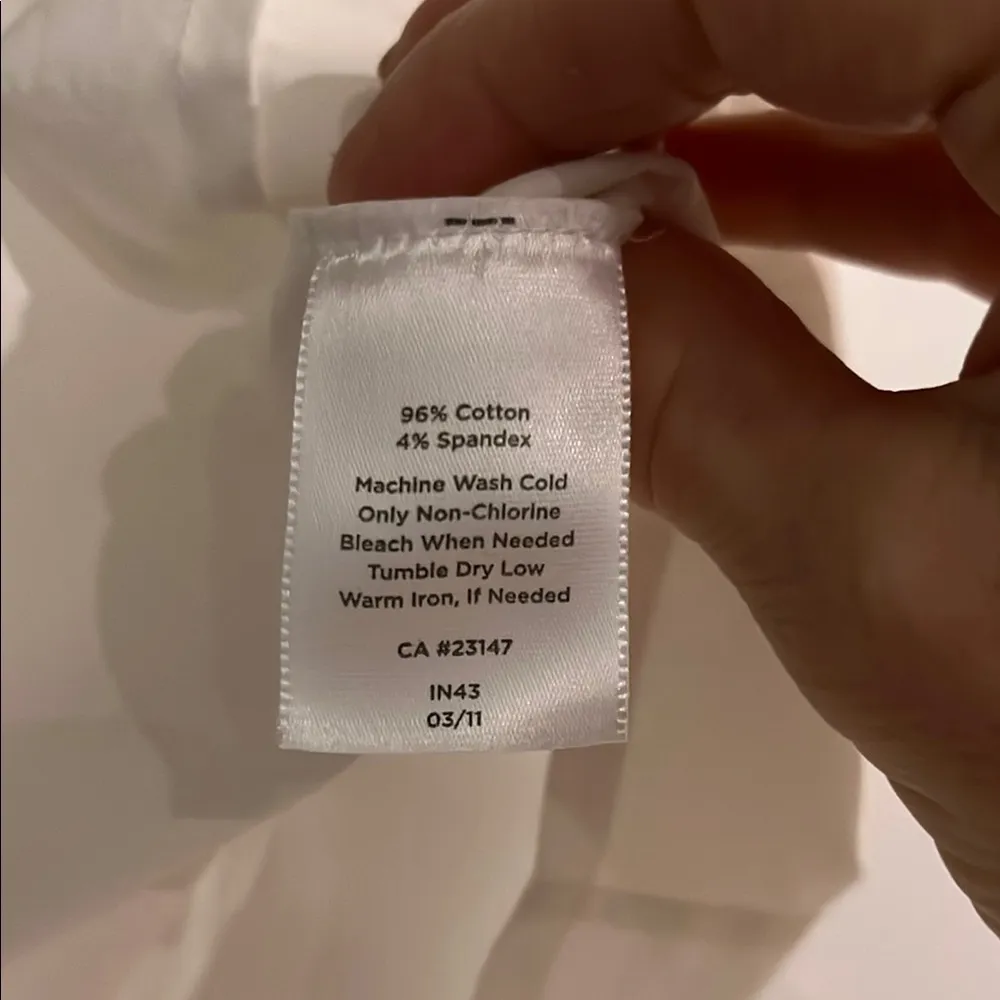 96% Cotton
4% Spandex
Machine Wash Cold
Only Non-Chlorine
Bleach When Needed
Tumble Dry Low
Warm Iron, If Needed
CA #23147
IN43
03/11